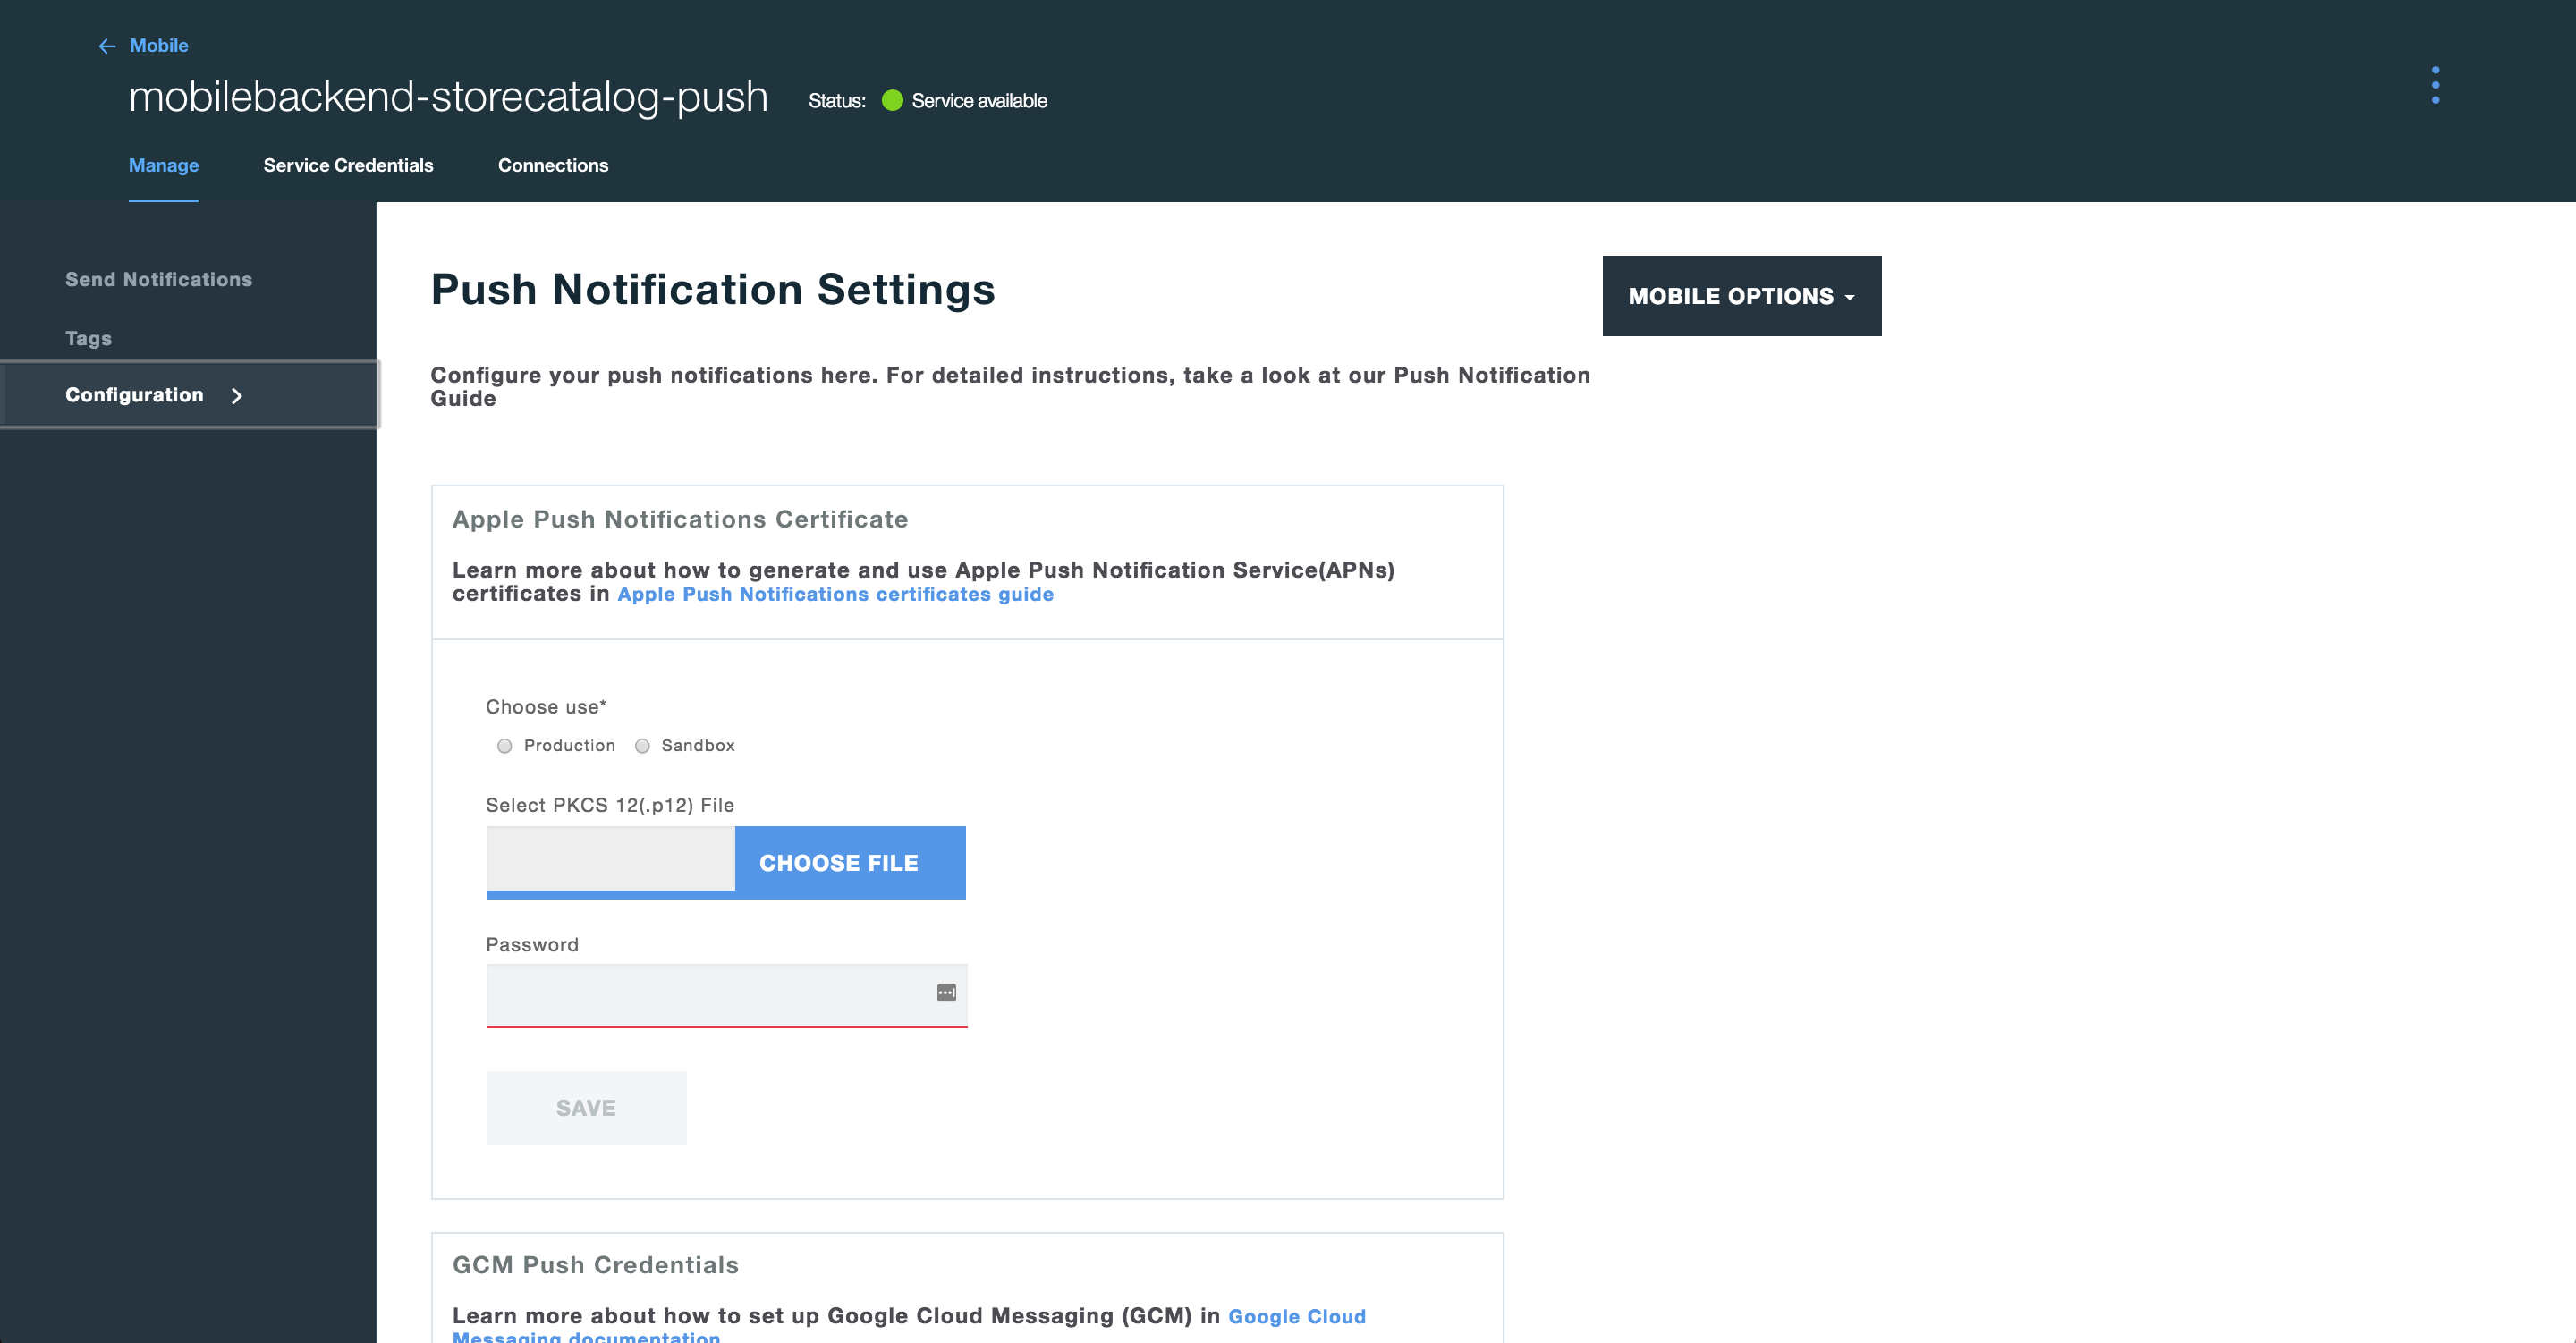 Mobile
mobilebackend-storecatalog-push
Status: Service available
Manage Service Credentials Connections
Send Notifications
Tags
Configuration
Push Notification Settings
MOBILE OPTIONS
Configure your push notifications here. For detailed instructions, take a look at our Push Notification
Guide
Apple Push Notifications Certificate
Learn more about how to generate and use Apple Push Notification Service(APNs)
certificates in Apple Push Notifications certificates guide
Choose use*
Production Sandbox
Select PKCS 12(.p12) File
CHOOSE FILE
Password
SAVE
GCM Push Credentials
Learn more about how to set up Google Cloud Messaging (GCM) in Google Cloud
Messaging documentation